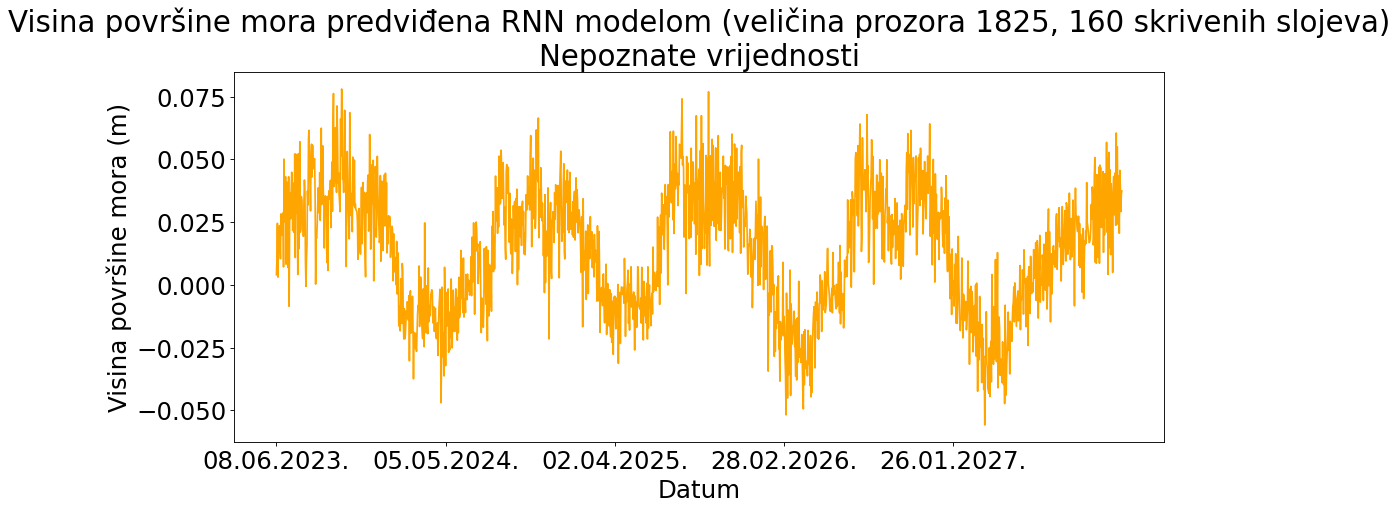 Visina površine mora predviđena RNN modelom (veličina prozora 1825, 160 skrivenih slojeva)
Nepoznate vrijednosti
Visina površine mora (m)
0.075
0.050
0.025
0.000
−0.025
−0.050
08.06.2023. 05.05.2024. 02.04.2025. 28.02.2026. 26.01.2027.
Datum